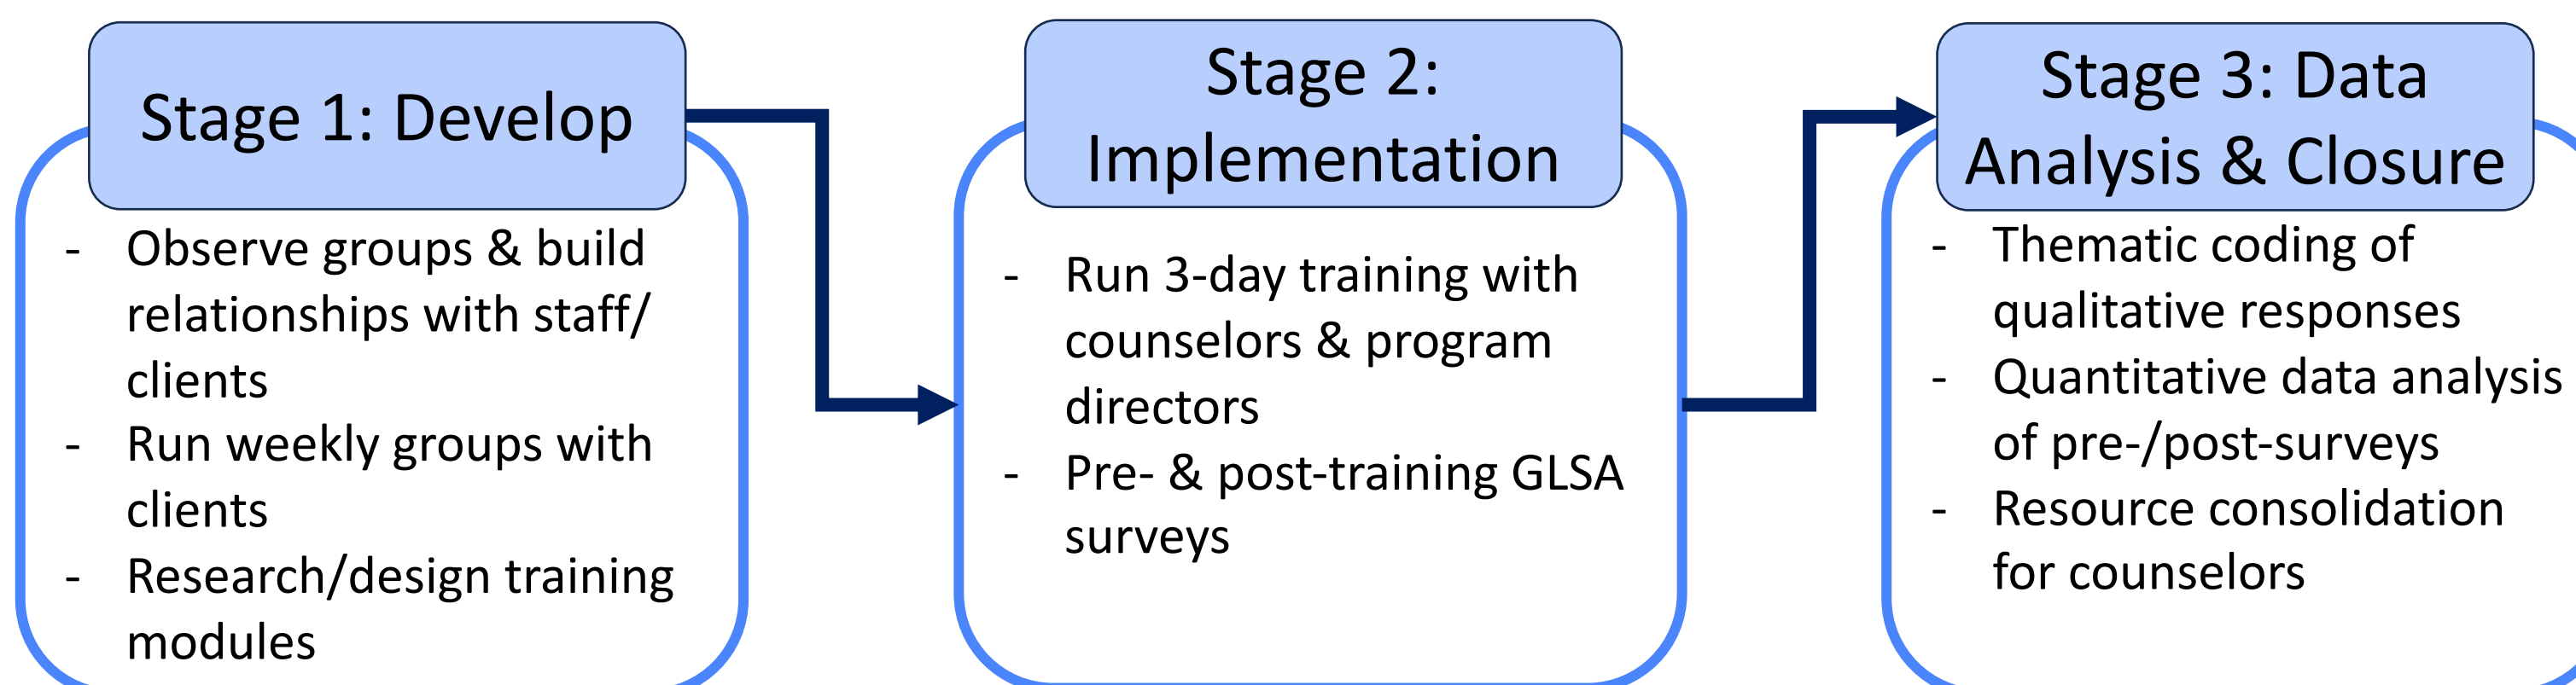 Stage 1: Develop
- Observe groups & build
relationships with staff/
clients
- Run weekly groups with
clients
- Research/design training
modules
Stage 2:
Implementation
- Run 3-day training with
counselors & program
directors
- Pre- & post-training GLSA
surveys
Stage 3: Data
Analysis & Closure
- Thematic coding of
qualitative responses
- Quantitative data analysis
of pre-/post-surveys
- Resource consolidation
for counselors